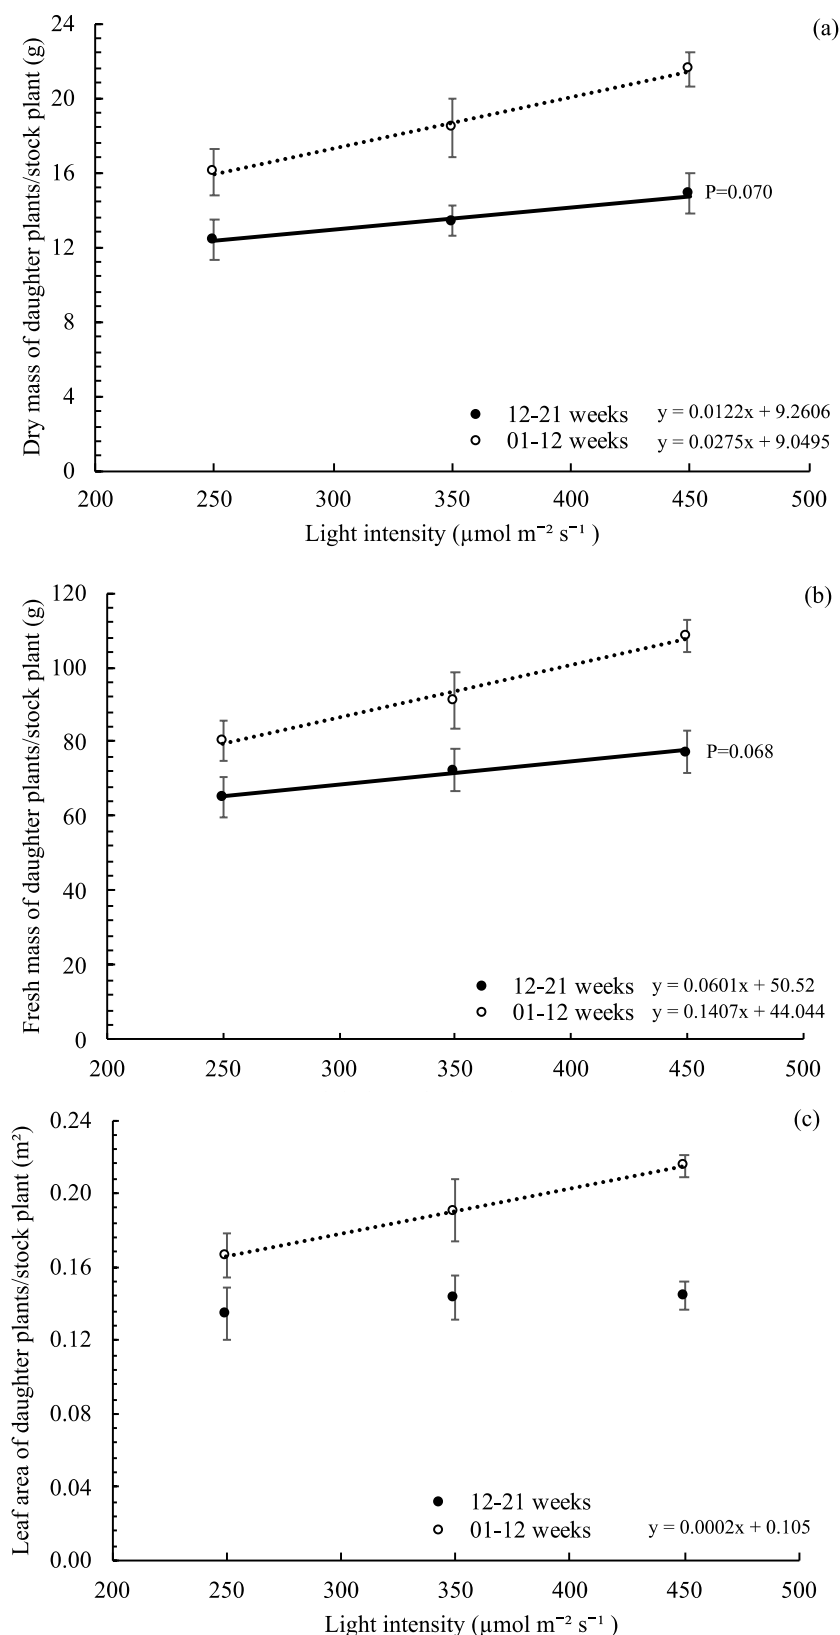 (a)
Dry mass of daughter plants/stock plant (g)
24
20
16
12
8
4
0
P=0.070
12-21 weeks y = 0.0122x + 9.2606
01-12 weeks y = 0.0275x + 9.0495
200 250 300 350 400 450 500
Light intensity (µmol m⁻² s⁻¹ )
(b)
Fresh mass of daughter plants/stock plant (g)
120
100
80
60
40
20
0
P=0.068
12-21 weeks y = 0.0601x + 50.52
01-12 weeks y = 0.1407x + 44.044
200 250 300 350 400 450 500
(c)
Leaf area of daughter plants/stock plant (m²)
0.24
0.20
0.16
0.12
0.08
0.04
0.00
12-21 weeks
01-12 weeks y = 0.0002x + 0.105
200 250 300 350 400 450 500
Light intensity (µmol m⁻² s⁻¹ )